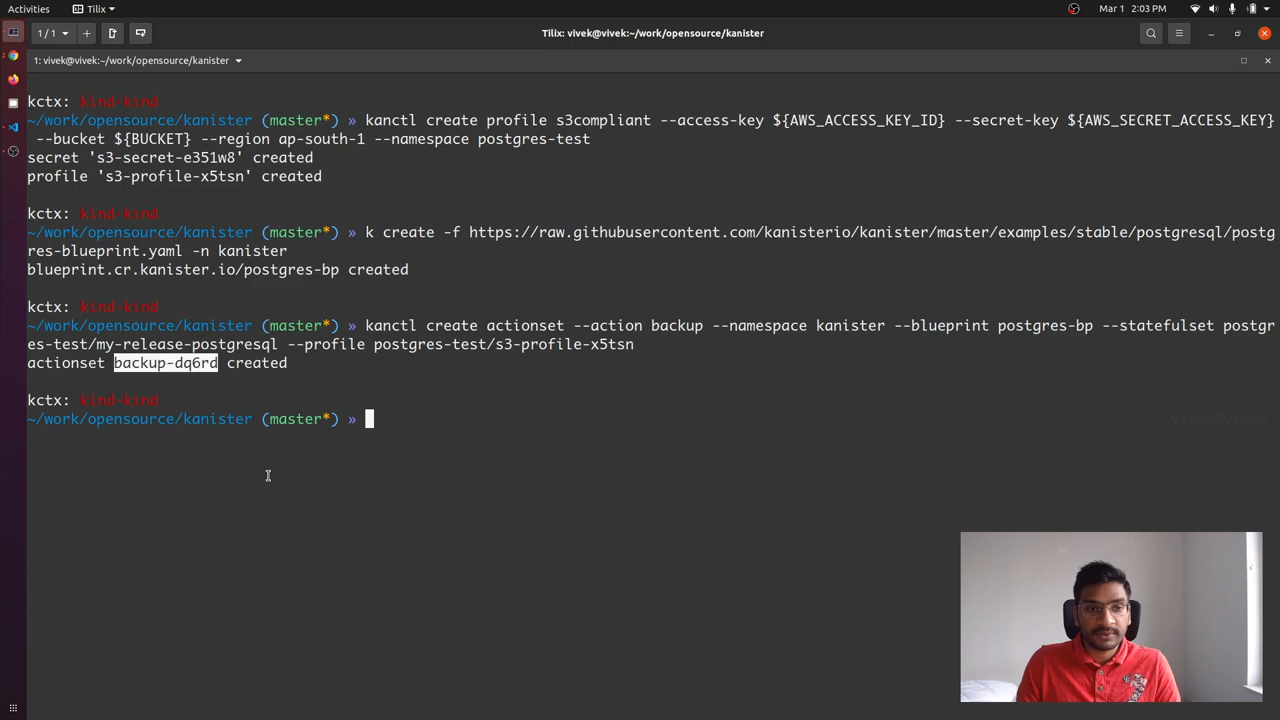 Activities
Tilix
Mar 1 2:03 PM
1 / 1
Tilix: vivek@vivek:~/work/opensource/kanister
1: vivek@vivek:~/work/opensource/kanister
kctx: kind-kind
~/work/opensource/kanister (master*) » kanctl create profile s3compliant --access-key ${AWS_ACCESS_KEY_ID} --secret-key ${AWS_SECRET_ACCESS_KEY}
--bucket ${BUCKET} --region ap-south-1 --namespace postgres-test
secret 's3-secret-e351w8' created
profile 's3-profile-x5tsn' created
kctx: kind-kind
~/work/opensource/kanister (master*) » k create -f https://raw.githubusercontent.com/kanisterio/kanister/master/examples/stable/postgresql/postg
res-blueprint.yaml -n kanister
blueprint.cr.kanister.io/postgres-bp created
kctx: kind-kind
~/work/opensource/kanister (master*) » kanctl create actionset --action backup --namespace kanister --blueprint postgres-bp --statefulset postgr
es-test/my-release-postgresql --profile postgres-test/s3-profile-x5tsn
actionset backup-dq6rd created
kctx: kind-kind
~/work/opensource/kanister (master*) »
vivek@vivek